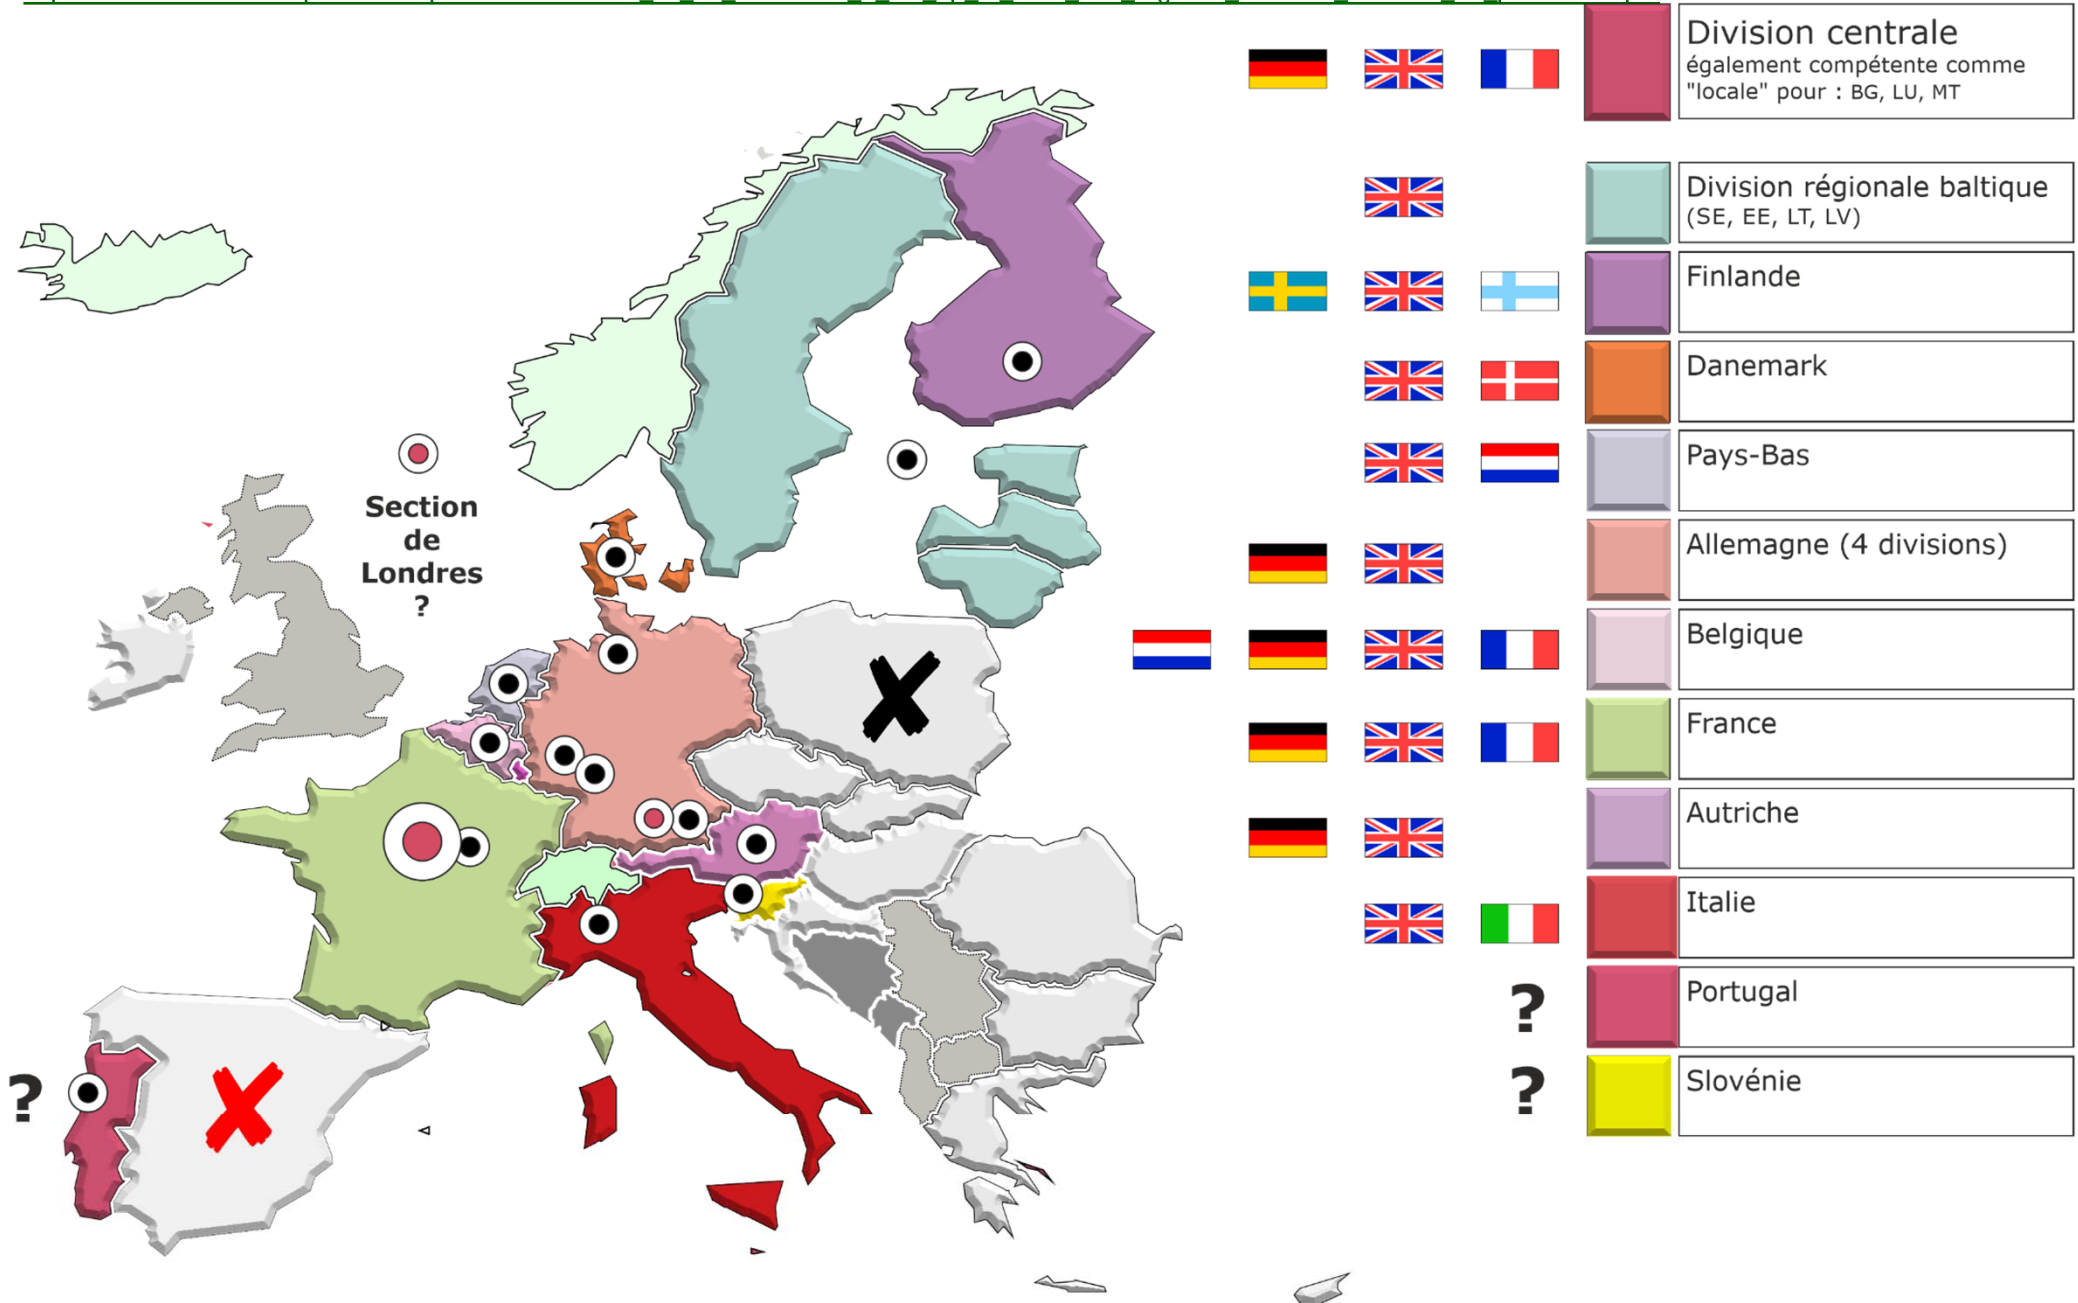 Division centrale
également compétente comme
"locale" pour : BG, LU, MT
Division régionale baltique
(SE, EE, LT, LV)
Finlande
Danemark
Pays-Bas
Allemagne (4 divisions)
Belgique
France
Autriche
Italie
?
Portugal
?
Slovénie
Section
de
Londres
?
?